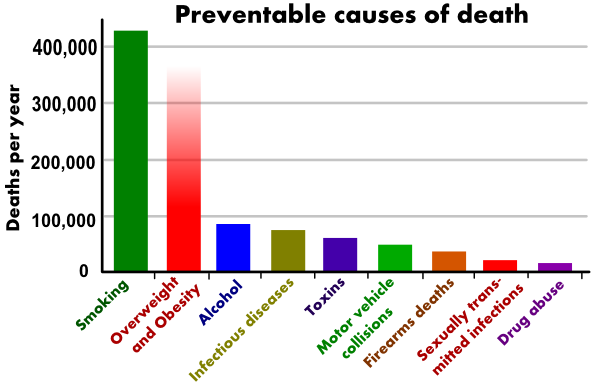 Preventable causes of death
Deaths per year
400,000
300,000
200,000
100,000
0
Smoking
Overweight
and Obesity
Alcohol
Infectious diseases
Toxins
Motor vehicle
collisions
Firearms deaths
Sexually trans-
mitted infections
Drug abuse